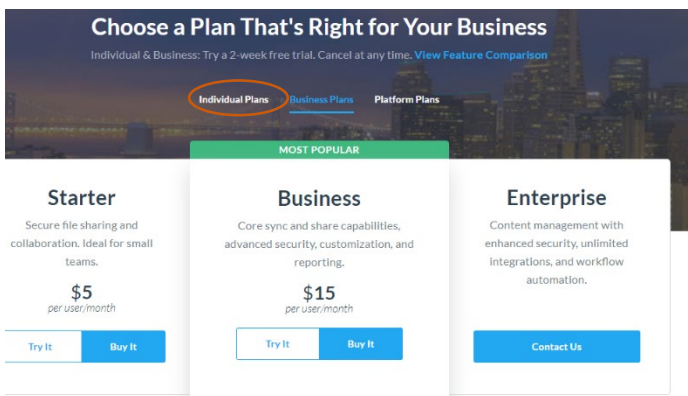 Choose a Plan That's Right for Your Business
Individual & Business: Try a 2-week free trial. Cancel at any time. View Feature Comparison
Individual Plans
Business Plans
Platform Plans
MOST POPULAR
Starter
Secure file sharing and
collaboration. Ideal for small
teams.
$5
per user/month
Try It
Buy It
Business
Core sync and share capabilities,
advanced security, customization, and
reporting.
$15
per user/month
Try It
Buy It
Enterprise
Content management with
enhanced security, unlimited
integrations, and workflow
automation.
Contact Us